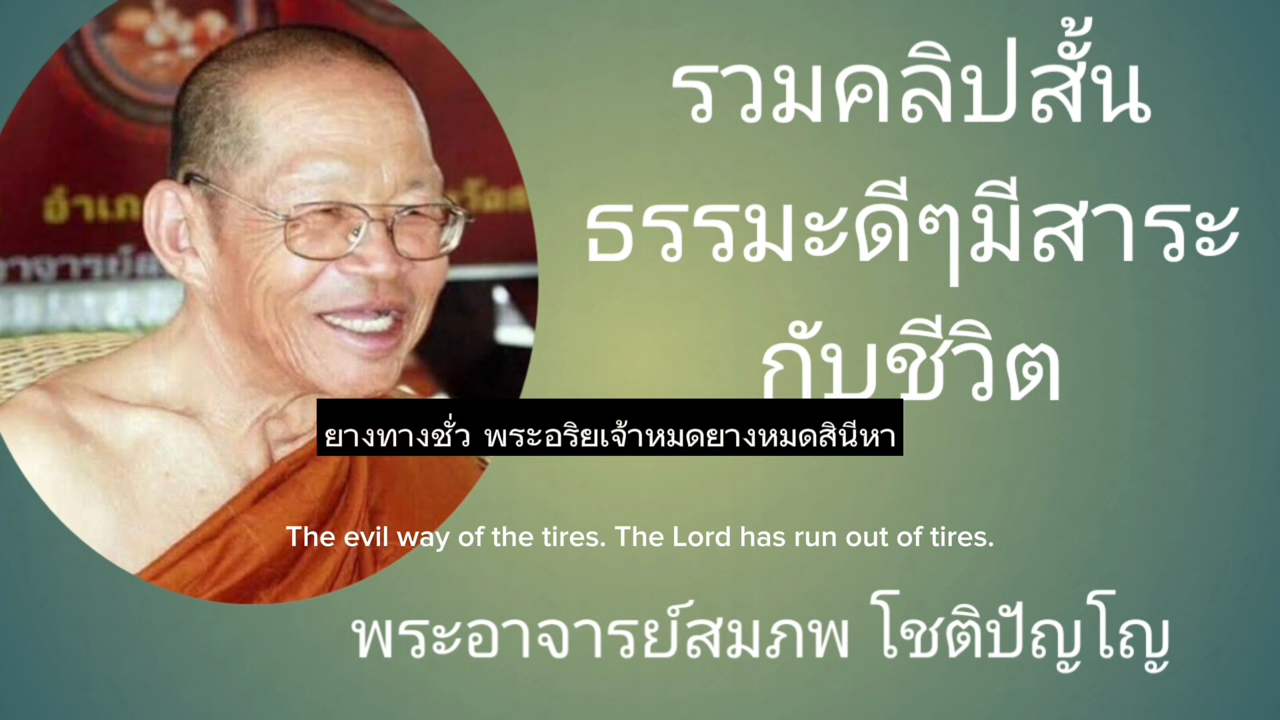 รวมคลิปสั้น
ธรรมะดีๆมีสาระ
กับชีวิต
อำเภ
ยางทางชั่ว พระอริยเจ้าหมดยางหมดสินีหา
The evil way of the tires. The Lord has run out of tires.
พระอาจารย์สมภพ โชติปัญโญ